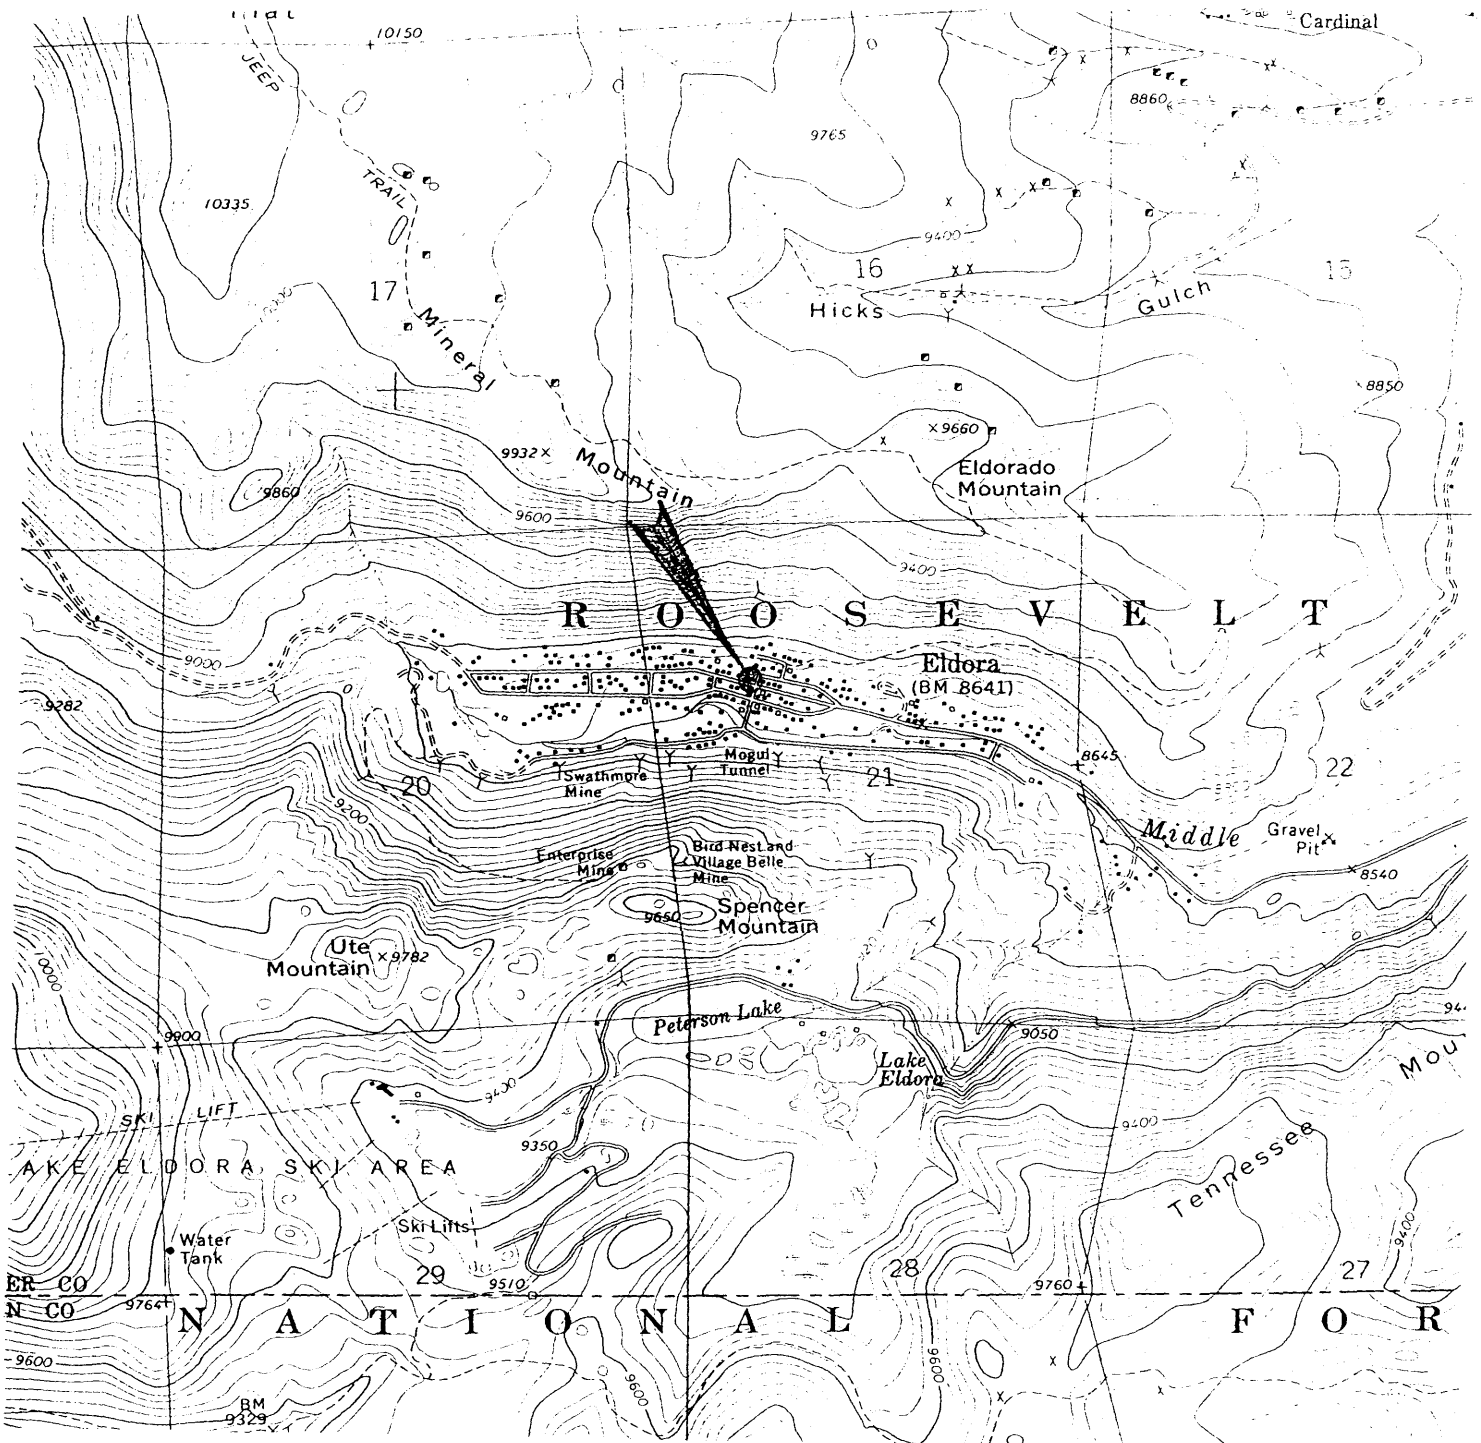 Cardinal
10150
JEEP
8860
9765
TRAIL
10335
9400
16
15
17
Hicks
Gulch
Mineral
8850
9660
9932
Mountain
Eldorado
Mountain
9860
9600
9400
ROOSEVELT
9000
Eldora
(BM 8641)
9282
8645
Mogul
Tunnel
20
Swathmore
Mine
21
22
9200
Middle
Gravel
Pit
Enterprise
Mine
Bird Nest and
Village Belle
Mine
8540
9650
Spencer
Mountain
Ute
Mountain
9782
10000
Peterson Lake
9900
9050
Lake
Eldora
Mou
9400
SKI LIFT
9400
9350
Tennessee
AKE ELDORA SKI AREA
Ski Lifts
9400
Water
Tank
29
28
27
ER CO
N CO
9510
9760
9764
NATIONAL FOR
9600
9600
9600
BM
9329